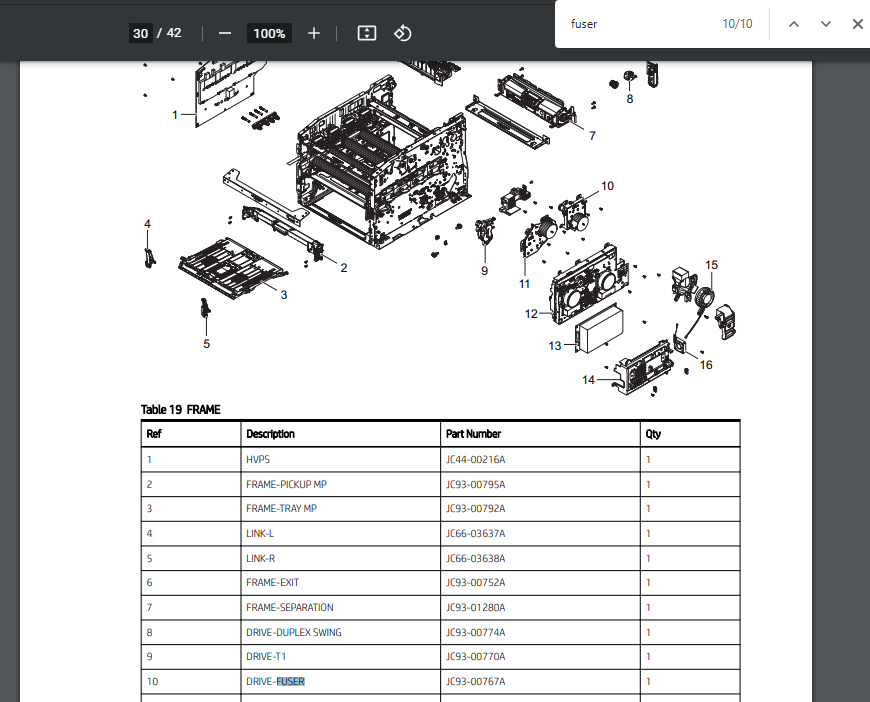 fuser 10/10
30 / 42 100%
1
8
7
10
4
2
9
11
15
3
12
5
13
16
14
Table 19 FRAME
Ref Description Part Number Qty
1 HVPS JC44-00216A 1
2 FRAME-PICKUP MP JC93-00795A 1
3 FRAME-TRAY MP JC93-00792A 1
4 LINK-L JC66-03637A 1
5 LINK-R JC66-03638A 1
6 FRAME-EXIT JC93-00752A 1
7 FRAME-SEPARATION JC93-01280A 1
8 DRIVE-DUPLEX SWING JC93-00774A 1
9 DRIVE-T1 JC93-00770A 1
10 DRIVE-FUSER JC93-00767A 1